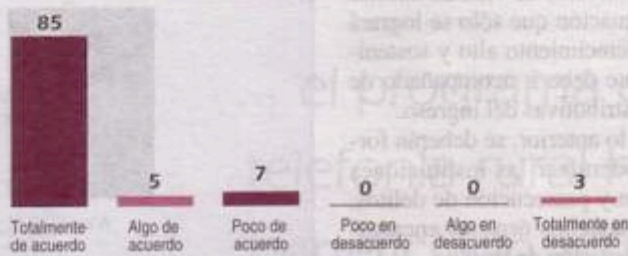 85
5
7
0
0
3
Totalmente de acuerdo
Algo de acuerdo
Poco de acuerdo
Poco en desacuerdo
Algo en desacuerdo
Totalmente en desacuerdo